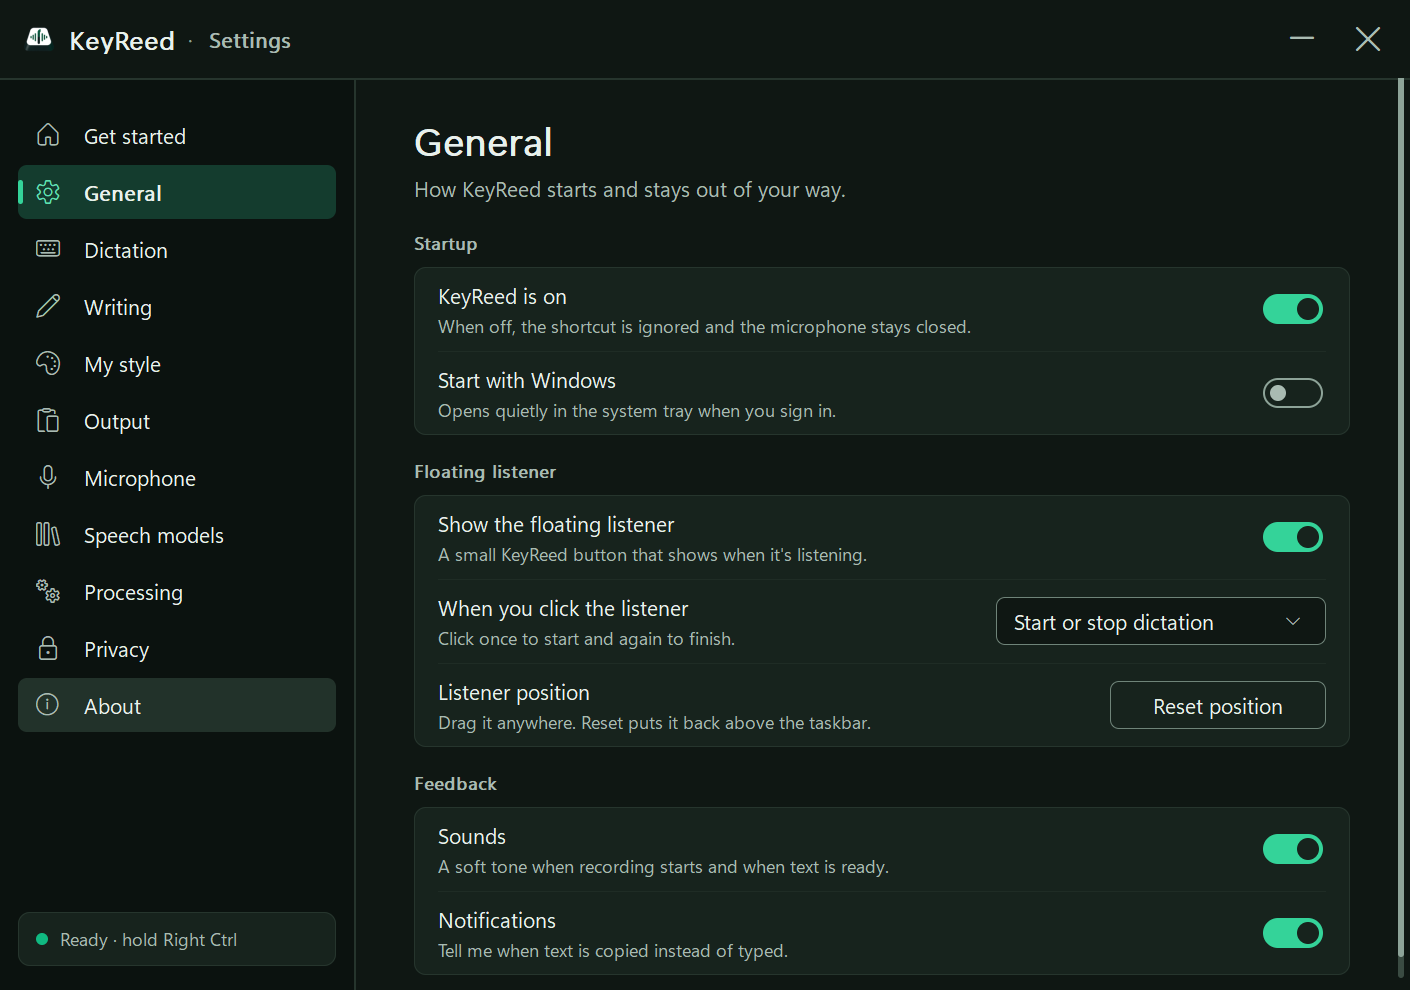 KeyReed · Settings
Get started
General
Dictation
Writing
My style
Output
Microphone
Speech models
Processing
Privacy
About
Ready · hold Right Ctrl
General
How KeyReed starts and stays out of your way.
Startup
KeyReed is on
When off, the shortcut is ignored and the microphone stays closed.
Start with Windows
Opens quietly in the system tray when you sign in.
Floating listener
Show the floating listener
A small KeyReed button that shows when it's listening.
When you click the listener
Click once to start and again to finish.
Start or stop dictation
Listener position
Drag it anywhere. Reset puts it back above the taskbar.
Reset position
Feedback
Sounds
A soft tone when recording starts and when text is ready.
Notifications
Tell me when text is copied instead of typed.